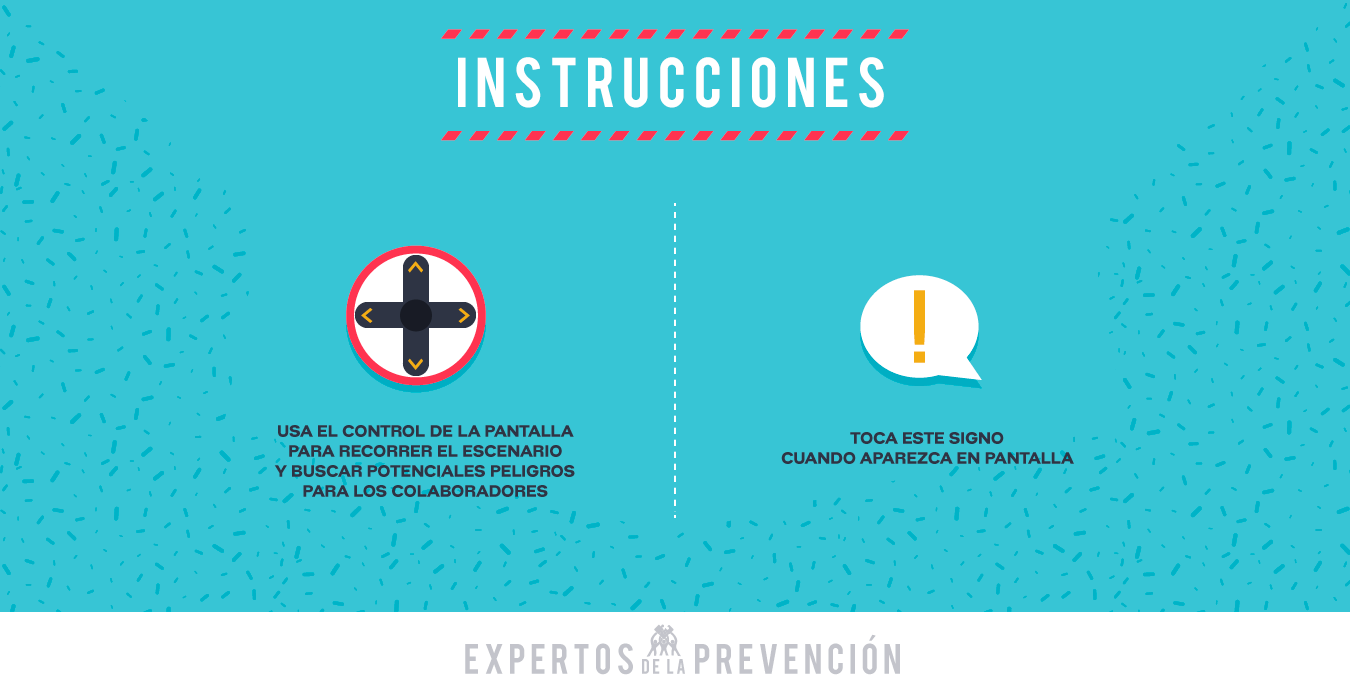 INSTRUCCIONES
USA EL CONTROL DE LA PANTALLA
PARA RECORRER EL ESCENARIO
Y BUSCAR POTENCIALES PELIGROS
PARA LOS COLABORADORES
!
TOCA ESTE SIGNO
CUANDO APAREZCA EN PANTALLA
EXPERTOS DE LA PREVENCIÓN